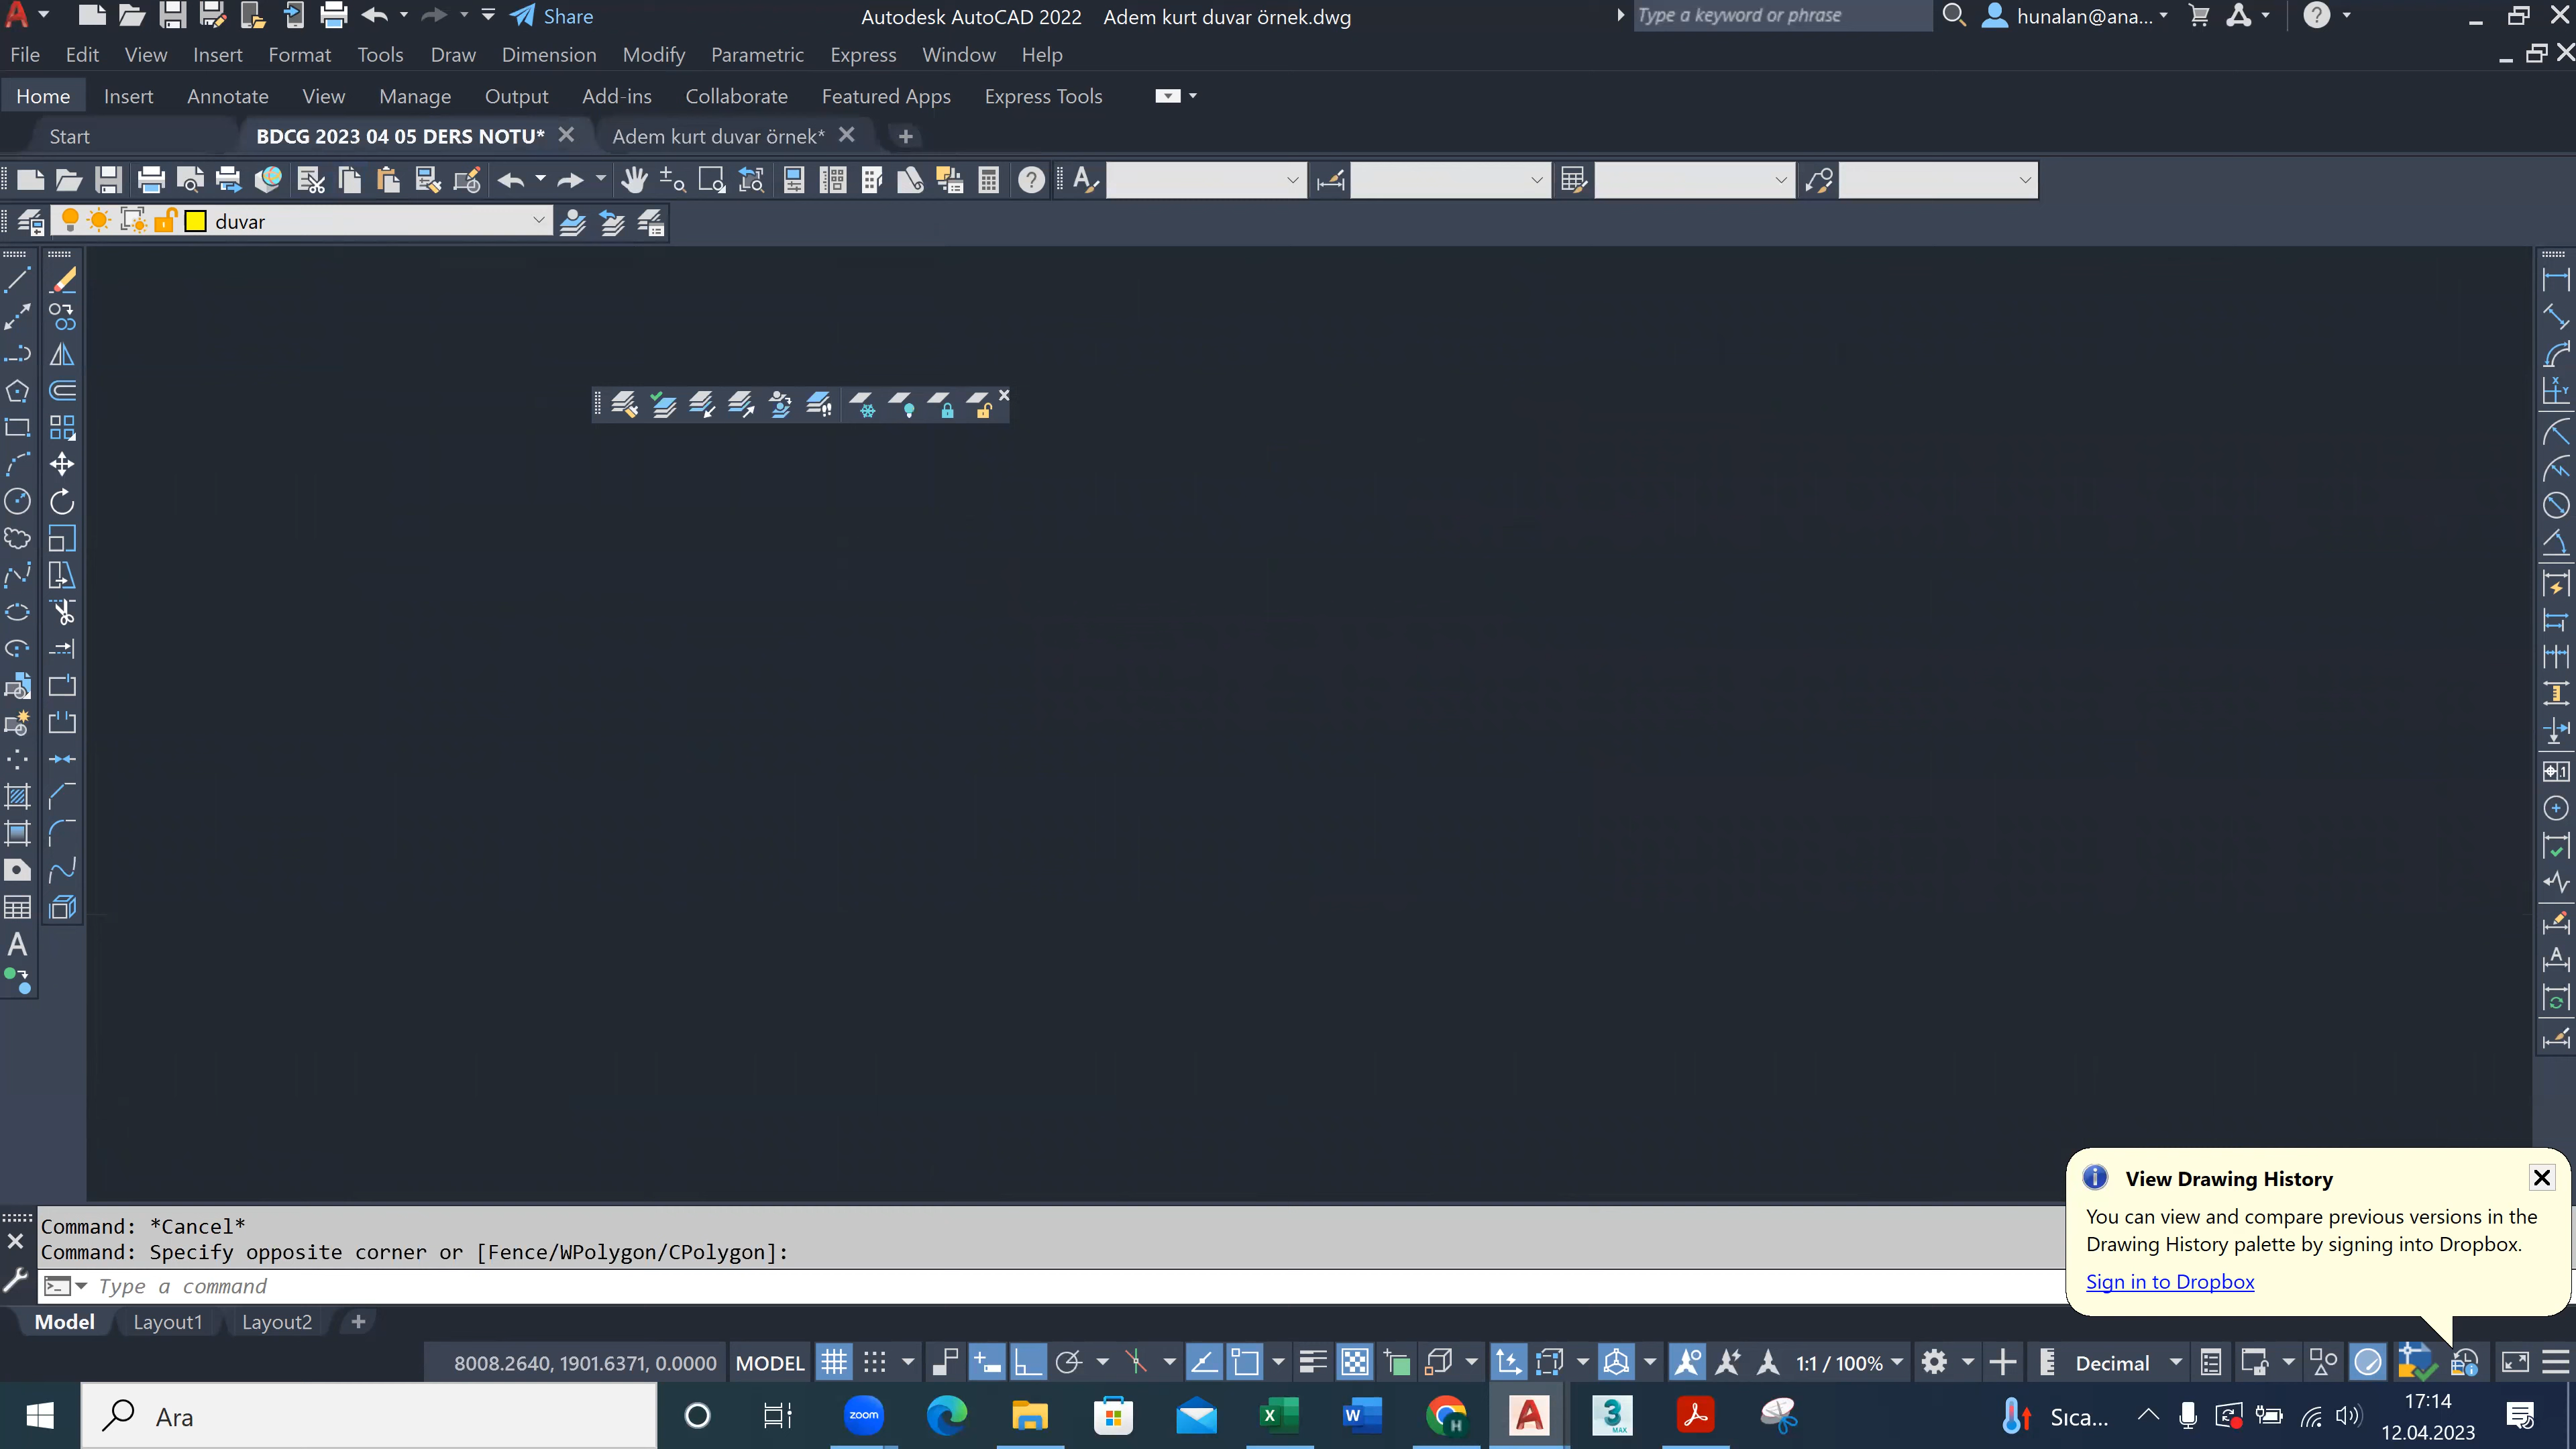 Share
Autodesk AutoCAD 2022 Adem kurt duvar örnek.dwg
Type a keyword or phrase
hunalan@ana...
File Edit View Insert Format Tools Draw Dimension Modify Parametric Express Window Help
Home Insert Annotate View Manage Output Add-ins Collaborate Featured Apps Express Tools
Start BDCG 2023 04 05 DERS NOTU* Adem kurt duvar örnek*
duvar
View Drawing History
You can view and compare previous versions in the
Drawing History palette by signing into Dropbox.
Sign in to Dropbox
Command: *Cancel*
Command: Specify opposite corner or [Fence/WPolygon/CPolygon]:
Type a command
Model Layout1 Layout2
8008.2640, 1901.6371, 0.0000 MODEL 1:1 / 100% Decimal
Ara
zoom
Sıca...
17:14
12.04.2023